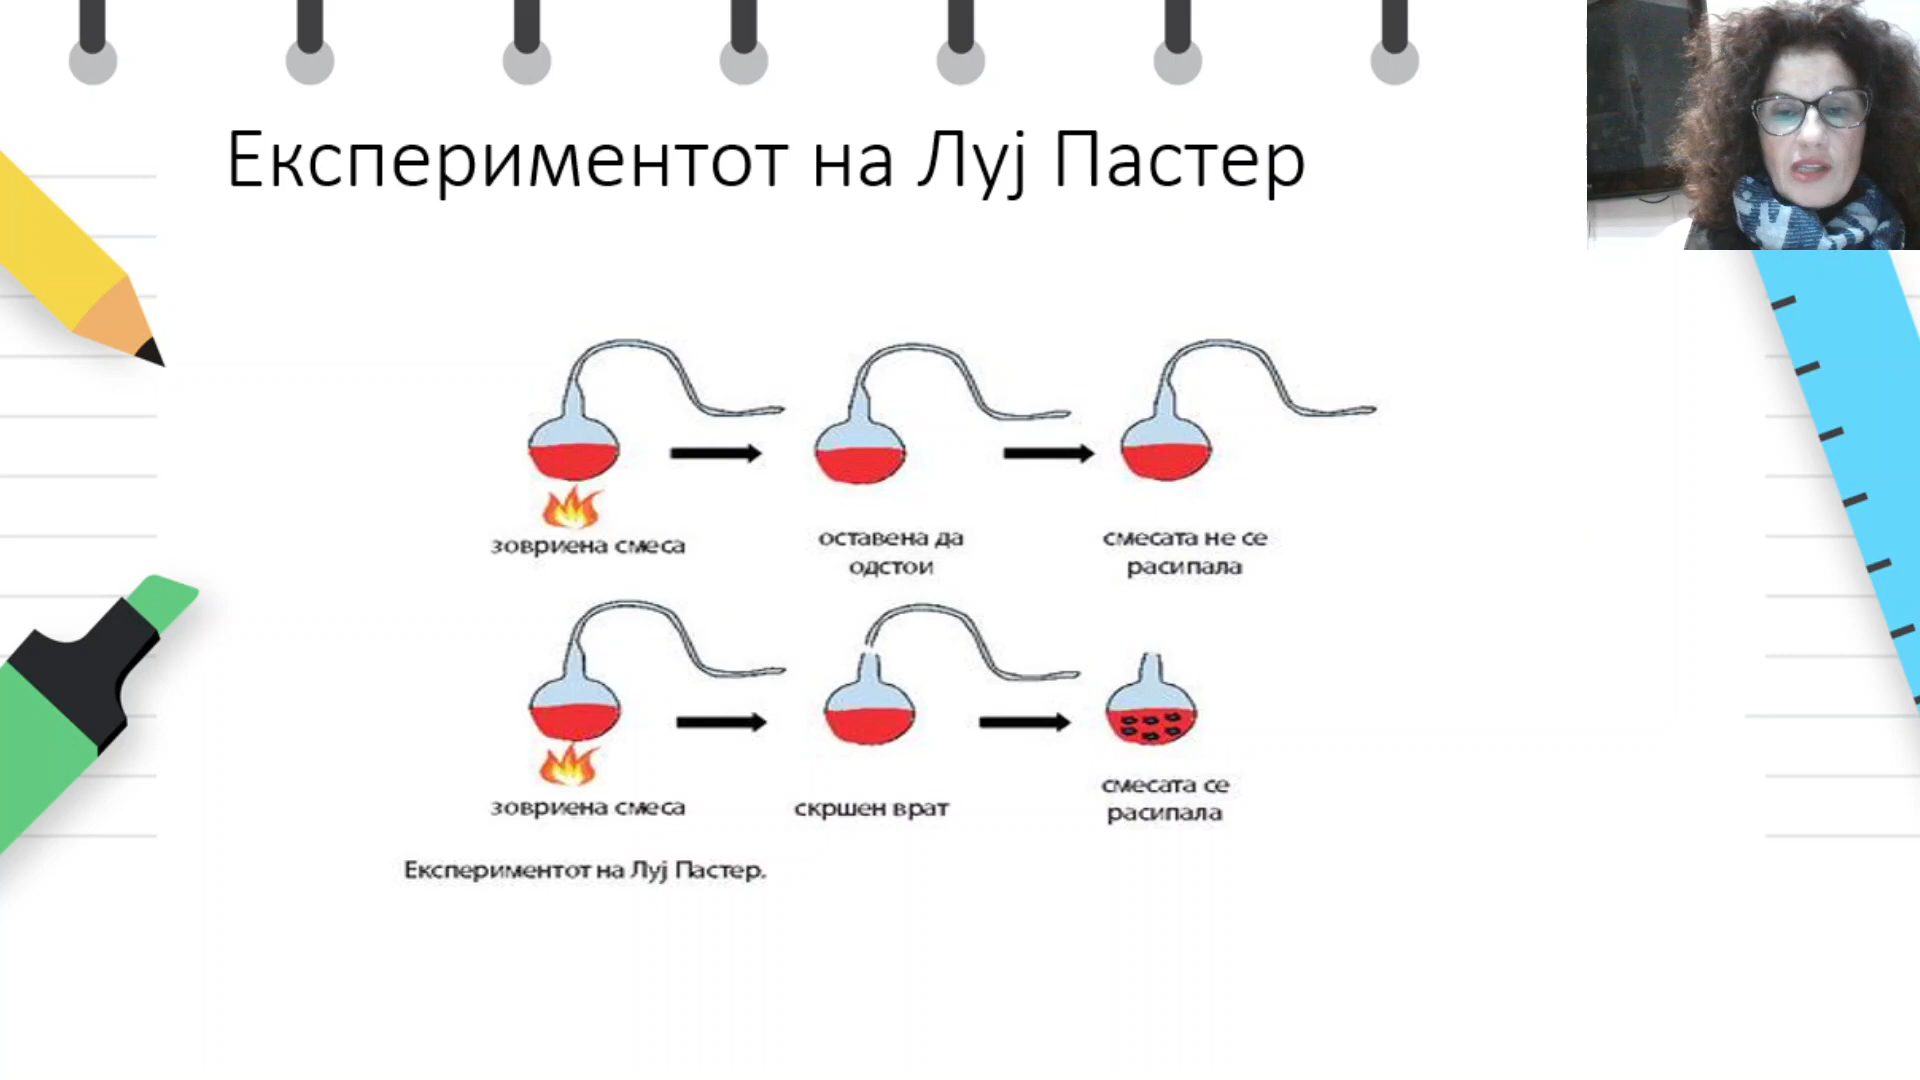 Експериментот на Луј Пастер
зовриена смеса
оставена да
одстои
смесата не се
расипала
зовриена смеса
скршен врат
смесата се
расипала
Експериментот на Луј Пастер.